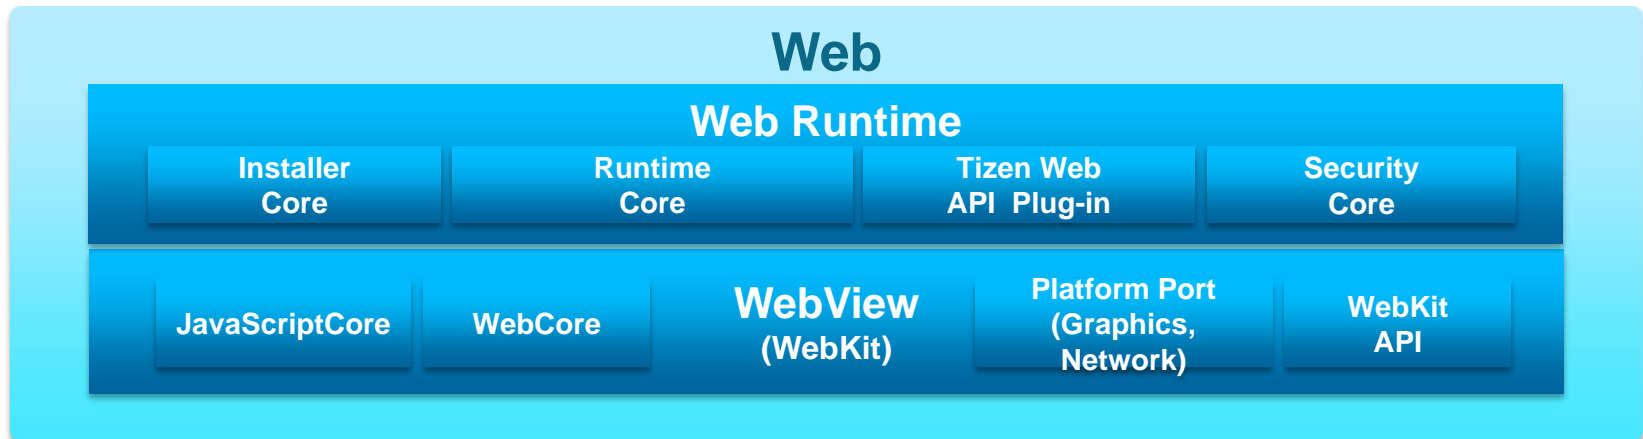 Web
Web Runtime
Installer
Core
Runtime
Core
Tizen Web
API Plug-in
Security
Core
JavaScriptCore
WebCore
WebView
(WebKit)
Platform Port
(Graphics,
Network)
WebKit
API